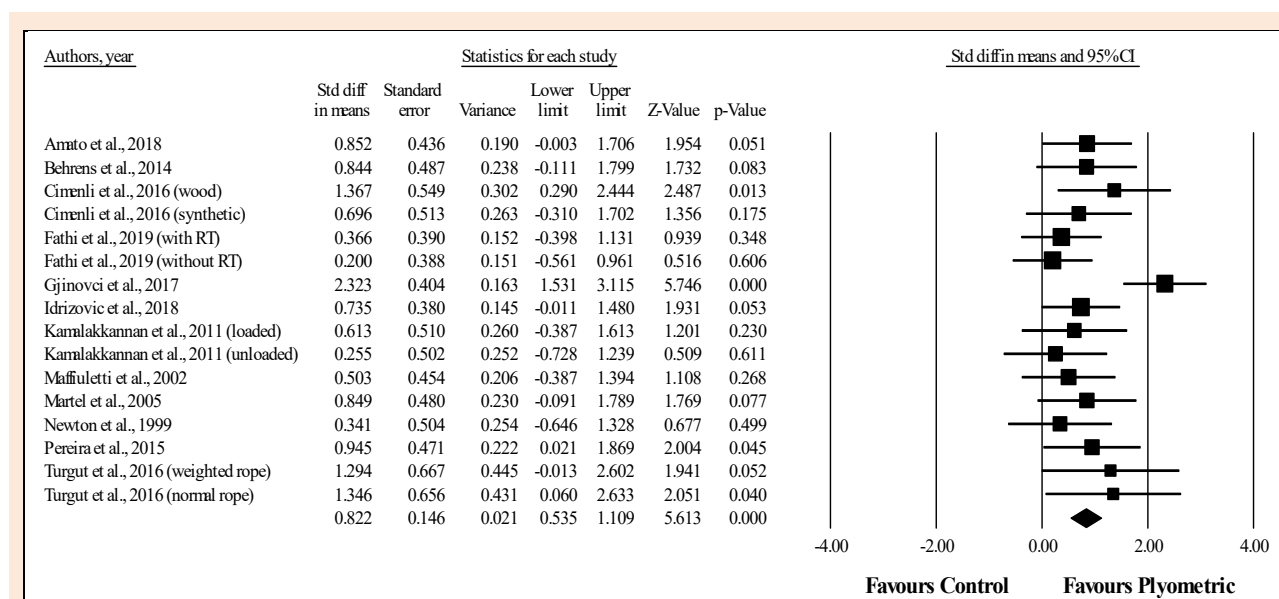 Authors, year Statistics for each study Std diff in means and 95%CI
Std diff in means Standard error Variance Lower limit Upper limit Z-Value p-Value
Amato et al., 2018 0.852 0.436 0.190 -0.003 1.706 1.954 0.051
Behrens et al., 2014 0.844 0.487 0.238 -0.111 1.799 1.732 0.083
Cimenli et al., 2016 (wood) 1.367 0.549 0.302 0.290 2.444 2.487 0.013
Cimenli et al., 2016 (synthetic) 0.696 0.513 0.263 -0.310 1.702 1.356 0.175
Fathi et al., 2019 (with RT) 0.366 0.390 0.152 -0.398 1.131 0.939 0.348
Fathi et al., 2019 (without RT) 0.200 0.388 0.151 -0.561 0.961 0.516 0.606
Gjinovci et al., 2017 2.323 0.404 0.163 1.531 3.115 5.746 0.000
Idrizovic et al., 2018 0.735 0.380 0.145 -0.011 1.480 1.931 0.053
Kamalakkannan et al., 2011 (loaded) 0.613 0.510 0.260 -0.387 1.613 1.201 0.230
Kamalakkannan et al., 2011 (unloaded) 0.255 0.502 0.252 -0.728 1.239 0.509 0.611
Maffiuletti et al., 2002 0.503 0.454 0.206 -0.387 1.394 1.108 0.268
Martel et al., 2005 0.849 0.480 0.230 -0.091 1.789 1.769 0.077
Newton et al., 1999 0.341 0.504 0.254 -0.646 1.328 0.677 0.499
Pereira et al., 2015 0.945 0.471 0.222 0.021 1.869 2.004 0.045
Turgut et al., 2016 (weighted rope) 1.294 0.667 0.445 -0.013 2.602 1.941 0.052
Turgut et al., 2016 (normal rope) 1.346 0.656 0.431 0.060 2.633 2.051 0.040
0.822 0.146 0.021 0.535 1.109 5.613 0.000
-4.00 -2.00 0.00 2.00 4.00
Favours Control Favours Plyometric